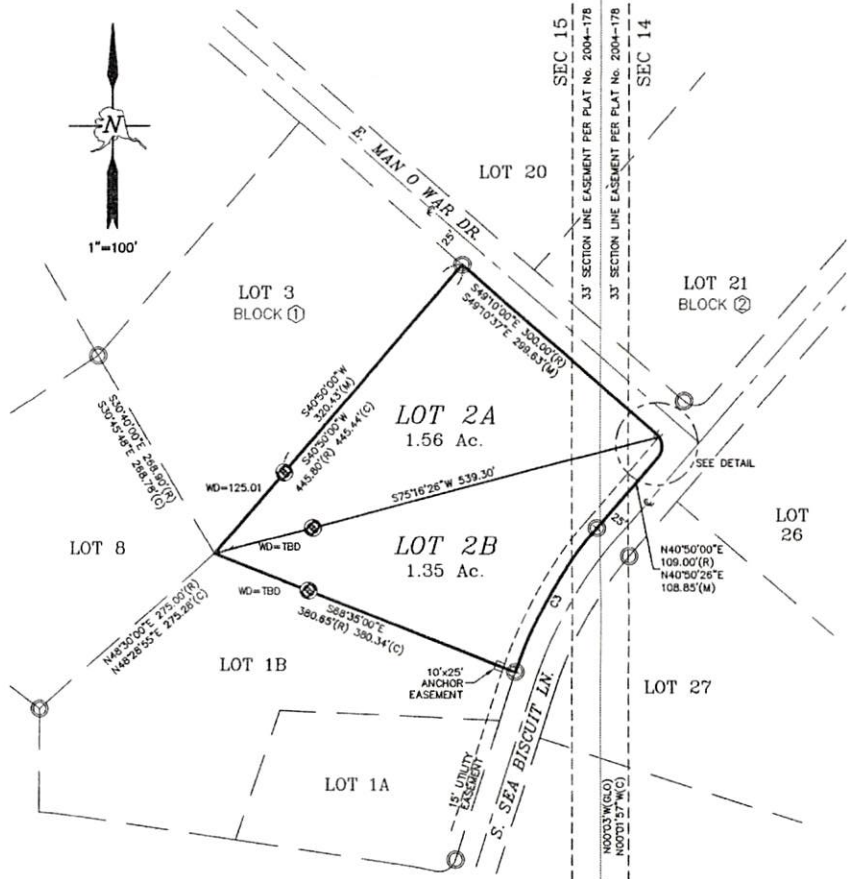 SEC 15
33' SECTION LINE EASEMENT PER PLAT No. 2004-178
33' SECTION LINE EASEMENT PER PLAT No. 2004-178
SEC 14
N
1"=100'
E. MAN O WAR DR.
℄
25'
LOT 20
LOT 3
BLOCK ①
LOT 21
BLOCK ②
S49°10'00"E 300.00'(R)
S49°10'37"E 299.63'(M)
S40°50'00"W
320.43'(M)
S40°50'00"W
445.80'(R) 445.44'(C)
LOT 2A
1.56 Ac.
S30°40'00"E 268.90'(R)
S30°45'48"E 268.78'(C)
WD=125.01
SEE DETAIL
S75°16'26"W 539.30'
WD=TBD
LOT 2B
1.35 Ac.
℄
25'
LOT
26
LOT 8
N40°50'00"E
109.00'(R)
N40°50'26"E
108.85'(M)
WD=TBD
S68°35'00"E
380.65'(R) 380.34'(C)
C3
N48°30'00"E 275.00'(R)
N48°28'55"E 275.28'(C)
LOT 1B
10'x25'
ANCHOR
EASEMENT
LOT 27
S. SEA BISCUIT LN.
LOT 1A
15' UTILITY
EASEMENT
N00°03'W(GLO)
N00°01'57"W(C)